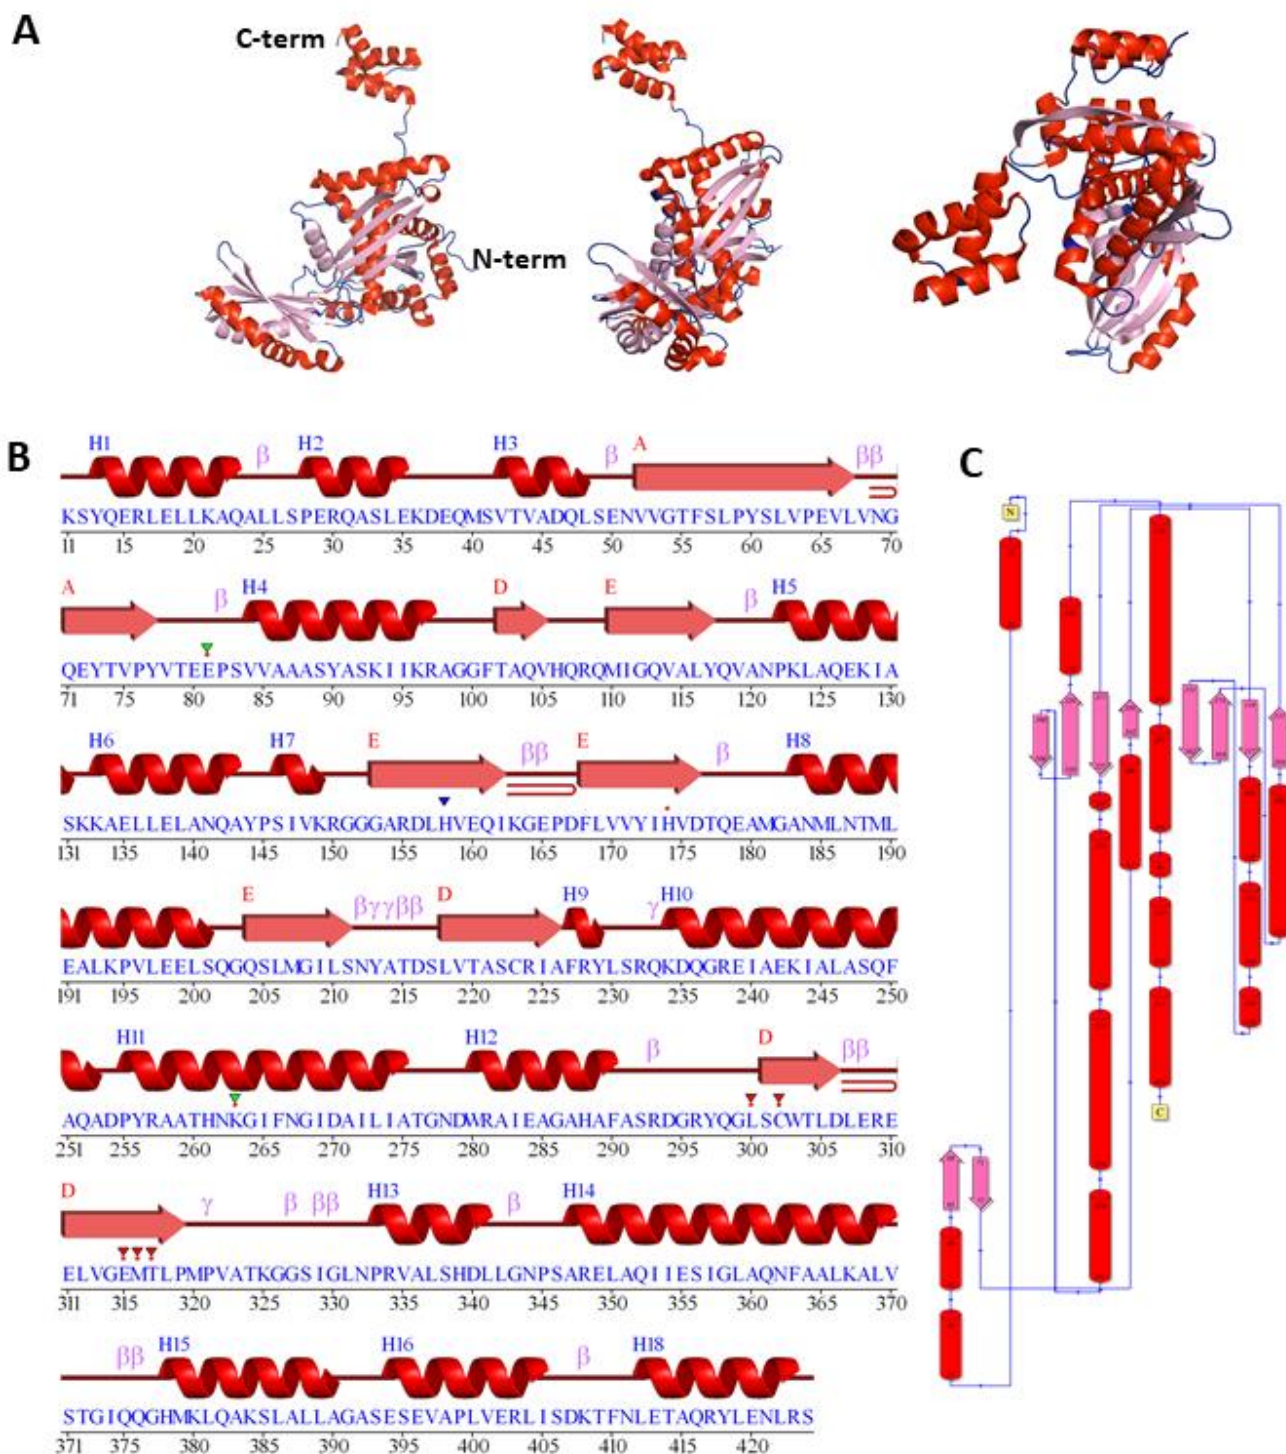 A
C-term
N-term
B
C
H1 β H2 H3 β A ββ
KSYQERLELLKAQALLSPERQASLEKDEQMSVTVADQLSENVVGTFSLPYSLVPEVLVNG
11 15 20 25 30 35 40 45 50 55 60 65 70
A β H4 D E β H5
QEYTVPYVTEEPSVVAAASYASKIIKRAGGFTAQVHQRQMIGQVALYQVANPKLAQEKIA
71 75 80 85 90 95 100 105 110 115 120 125 130
H6 H7 E ββ E β H8
SKKAELLELANQAYPSIVKRGGGARDLHVEQIKGEPDFLVVYIHVDTQEAMGANMLNTML
131 135 140 145 150 155 160 165 170 175 180 185 190
E βγγββ D H9 γ H10
EALKPVLEELSQGQSLMGILSNYATDSLVTASCRIAFRYLSRQKDQGREIAEKIALASQF
191 195 200 205 210 215 220 225 230 235 240 245 250
H11 H12 β D ββ
AQADPYRAATHNKGIFNGIDAILIATGNDWRAIEAGAHAFASRDGRYQGLSCWTLDLERE
251 255 260 265 270 275 280 285 290 295 300 305 310
D γ β ββ H13 β H14
ELVGEMTLPMPVATKGGSIGLNPRVALSHDLLGNPSARELAQIIESIGLAQNFAALKALV
311 315 320 325 330 335 340 345 350 355 360 365 370
ββ H15 H16 β H18
STGIQQGHMKLQAKSLALLAGASESEVAPLVERLISDKTFNLETAQRYLENLRS
371 375 380 385 390 395 400 405 410 415 420
N
C